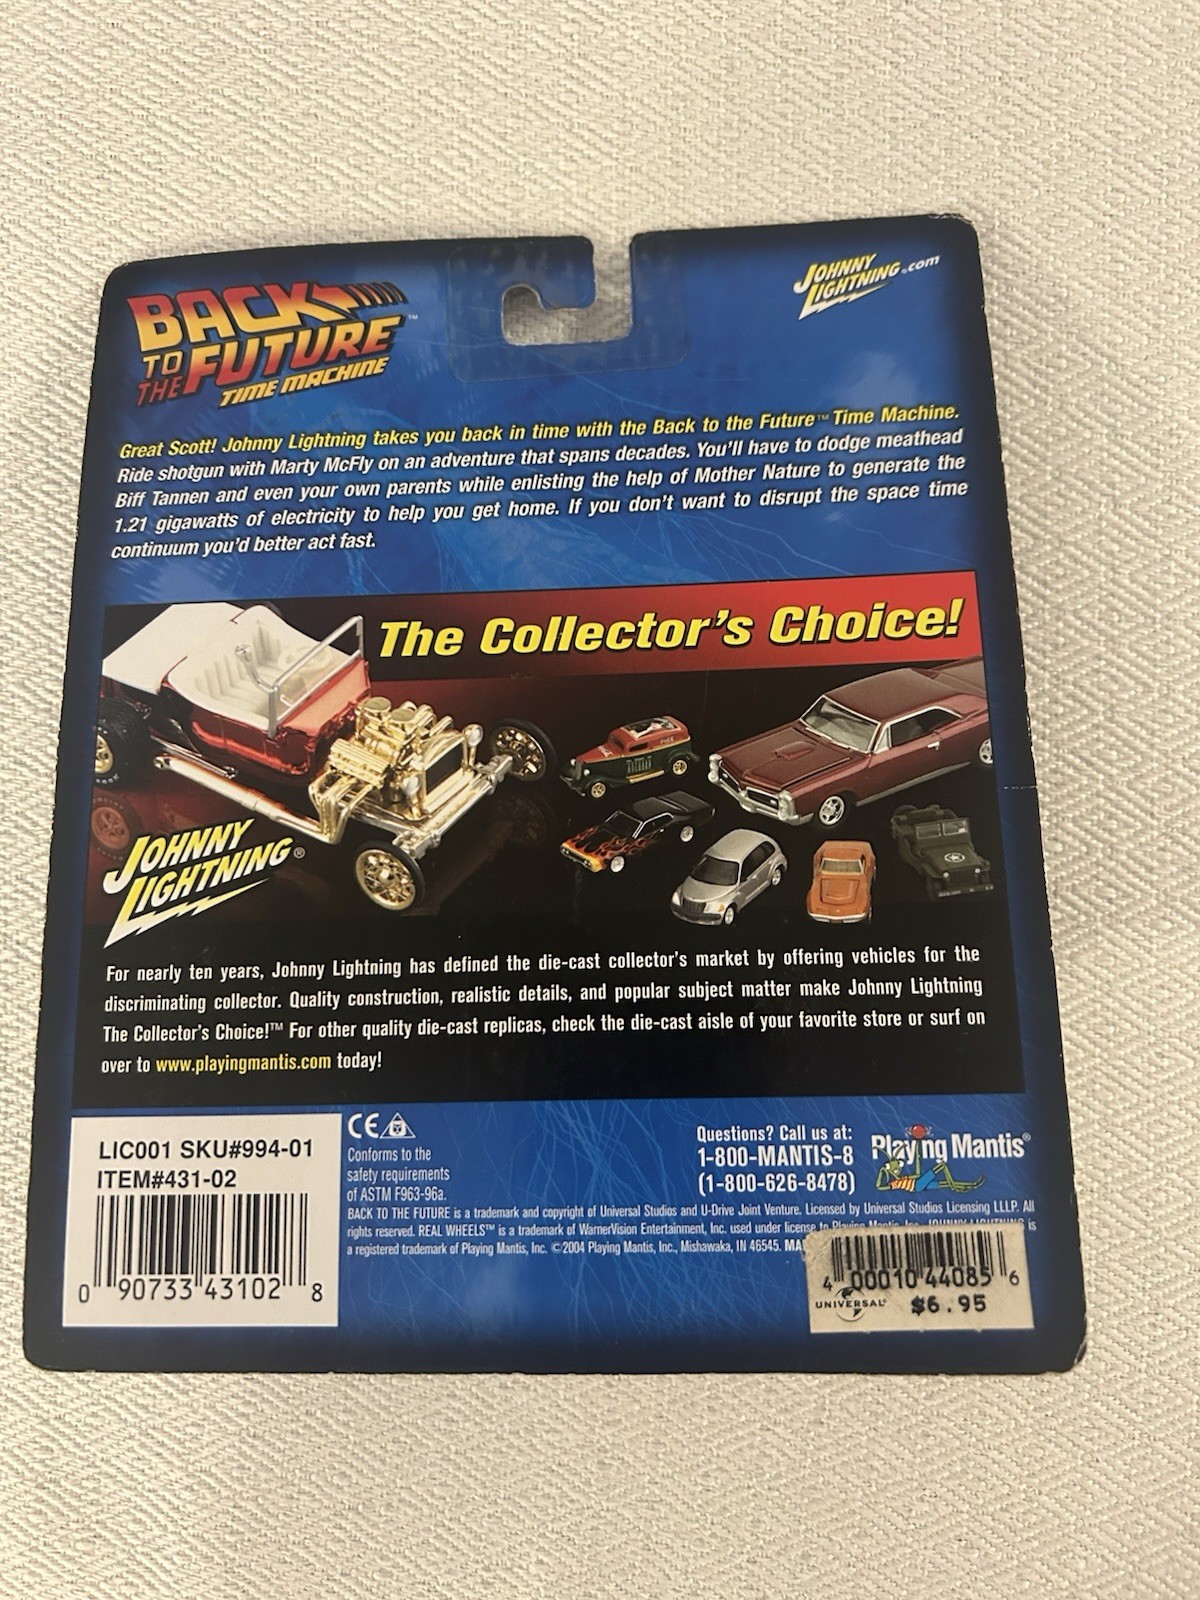 BACK
TO
THE FUTURE™
TIME MACHINE
JOHNNY
LIGHTNING.com
Great Scott! Johnny Lightning takes you back in time with the Back to the Future™ Time Machine.
Ride shotgun with Marty McFly on an adventure that spans decades. You'll have to dodge meathead
Biff Tannen and even your own parents while enlisting the help of Mother Nature to generate the
1.21 gigawatts of electricity to help you get home. If you don't want to disrupt the space time
continuum you'd better act fast.
The Collector's Choice!
JOHNNY
LIGHTNING®
For nearly ten years, Johnny Lightning has defined the die-cast collector's market by offering vehicles for the
discriminating collector. Quality construction, realistic details, and popular subject matter make Johnny Lightning
The Collector's Choice!™ For other quality die-cast replicas, check the die-cast aisle of your favorite store or surf on
over to www.playingmantis.com today!
LIC001 SKU#994-01
ITEM#431-02
0 90733 43102 8
CE
Conforms to the
safety requirements
of ASTM F963-96a.
Questions? Call us at:
1-800-MANTIS-8
(1-800-626-8478)
Playing Mantis®
BACK TO THE FUTURE is a trademark and copyright of Universal Studios and U-Drive Joint Venture. Licensed by Universal Studios Licensing LLLP. All
rights reserved. REAL WHEELS™ is a trademark of WarnerVision Entertainment, Inc. used under license to Playing Mantis, Inc. JOHNNY LIGHTNING is
a registered trademark of Playing Mantis, Inc. ©2004 Playing Mantis, Inc., Mishawaka, IN 46545.
4 00010 44085 6
UNIVERSAL
$6.95